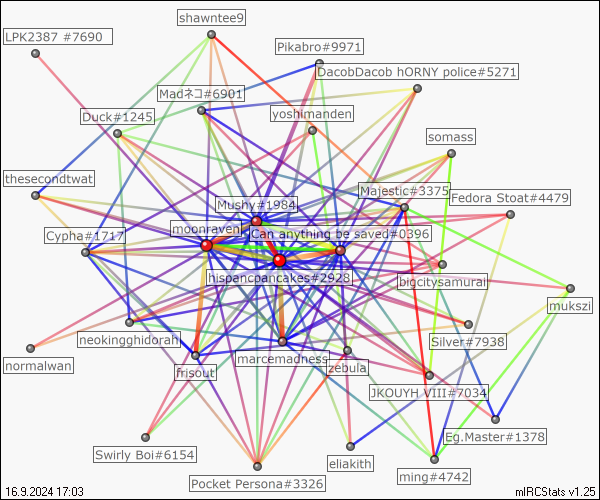 shawntee9
LPK2387 #7690
Pikabro#9971
DacobDacob hORNY police#5271
Madネコ#6901
Duck#1245
yoshimanden
somass
thesecondtwat
Majestic#3375
Fedora Stoat#4479
Mushy#1984
moonraven
Can anything be saved#0396
Cypha#1717
hispancpancakes#2928
bigcitysamurai
mukszi
neokingghidorah
Silver#7938
normalwan
marcemadness
zebula
frisout
JKOUYH VIII#7034
Eg.Master#1378
Swirly Boi#6154
eliakith
ming#4742
Pocket Persona#3326
16.9.2024 17:03
mIRCStats v1.25